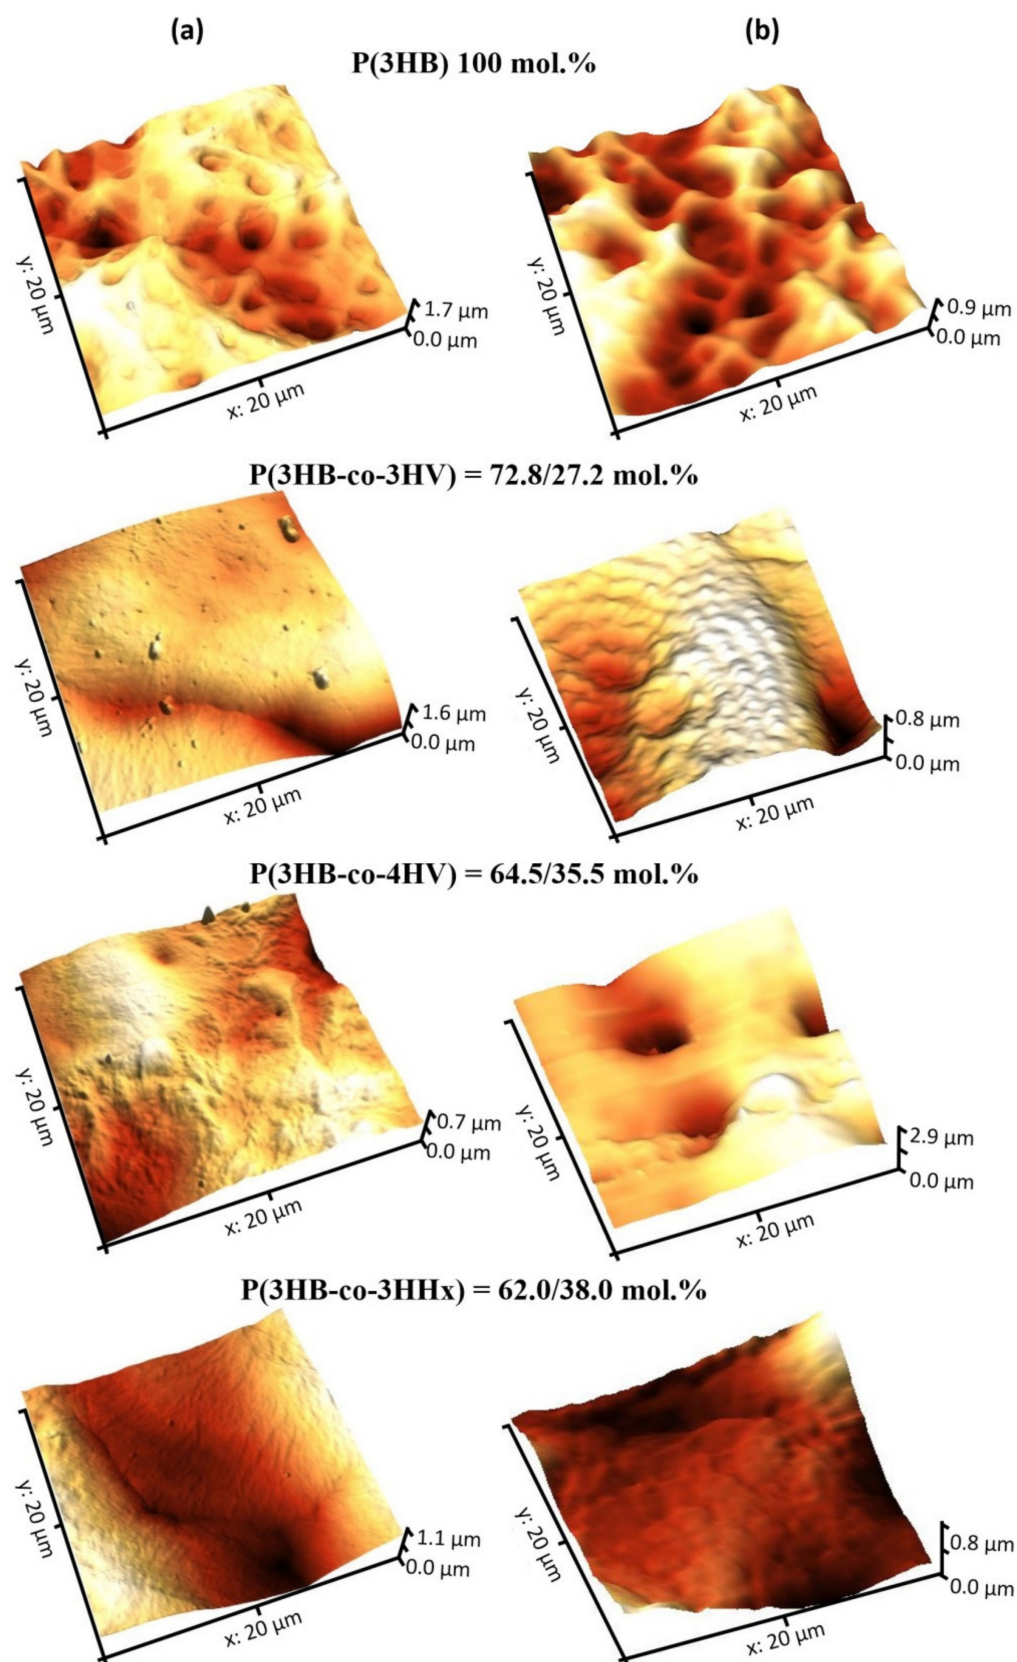 (a) (b)
P(3HB) 100 mol.%
y: 20 µm
x: 20 µm
1.7 µm
0.0 µm
y: 20 µm
x: 20 µm
0.9 µm
0.0 µm
P(3HB-co-3HV) = 72.8/27.2 mol.%
y: 20 µm
x: 20 µm
1.6 µm
0.0 µm
y: 20 µm
x: 20 µm
0.8 µm
0.0 µm
P(3HB-co-4HV) = 64.5/35.5 mol.%
y: 20 µm
x: 20 µm
0.7 µm
0.0 µm
y: 20 µm
x: 20 µm
2.9 µm
0.0 µm
P(3HB-co-3HHx) = 62.0/38.0 mol.%
y: 20 µm
x: 20 µm
1.1 µm
0.0 µm
y: 20 µm
x: 20 µm
0.8 µm
0.0 µm